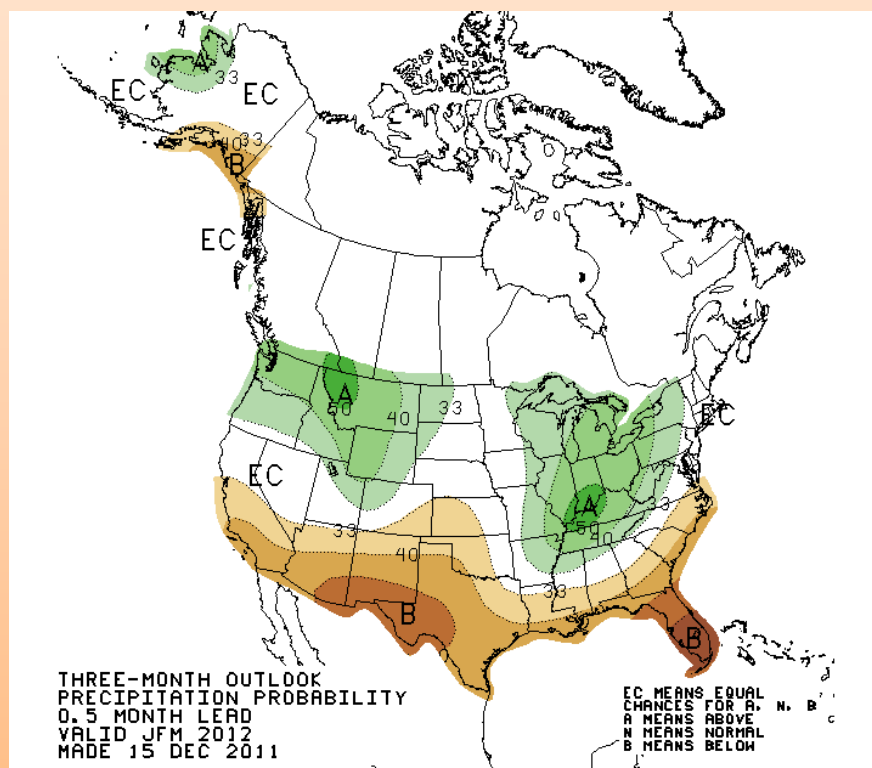 A
33
EC
EC
40
33
B
EC
A
50
40
33
EC
EC
A
50
40
33
40
33
B
B
THREE-MONTH OUTLOOK
PRECIPITATION PROBABILITY
0.5 MONTH LEAD
VALID JFM 2012
MADE 15 DEC 2011
EC MEANS EQUAL
CHANCES FOR A, N, B
A MEANS ABOVE
N MEANS NORMAL
B MEANS BELOW